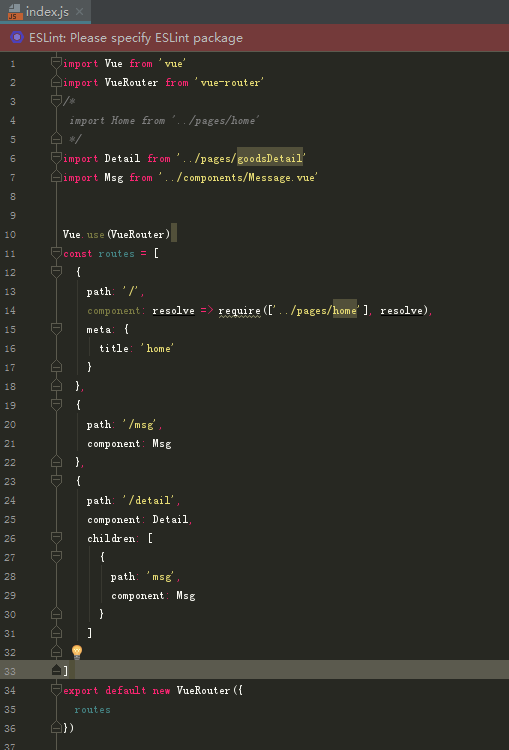 index.js
ESLint: Please specify ESLint package
1 import Vue from 'vue'
2 import VueRouter from 'vue-router'
3 /*
4 import Home from '../pages/home'
5 */
6 import Detail from '../pages/goodsDetail'
7 import Msg from '../components/Message.vue'
8
9
10 Vue.use(VueRouter)
11 const routes = [
12 {
13 path: '/',
14 component: resolve => require(['../pages/home'], resolve),
15 meta: {
16 title: 'home'
17 }
18 },
19 {
20 path: '/msg',
21 component: Msg
22 },
23 {
24 path: '/detail',
25 component: Detail,
26 children: [
27 {
28 path: 'msg',
29 component: Msg
30 }
31 ]
32
33 ]
34 export default new VueRouter({
35 routes
36 })
37